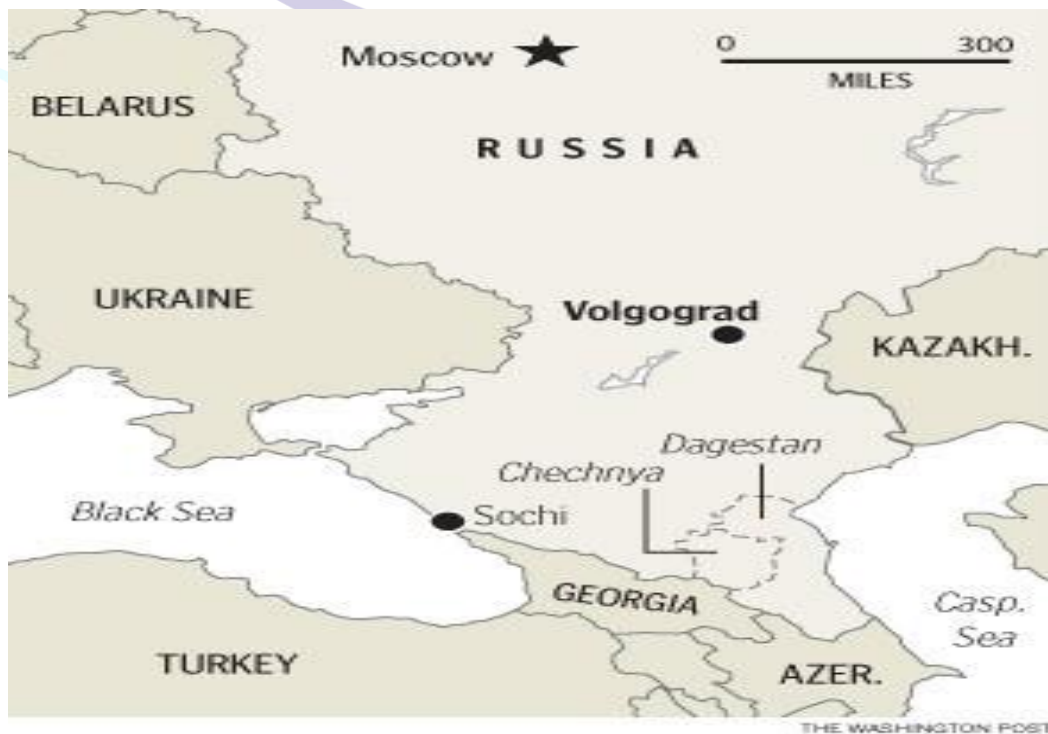 Moscow
0 300
MILES
BELARUS
RUSSIA
UKRAINE
Volgograd
KAZAKH.
Dagestan
Chechnya
Black Sea
Sochi
GEORGIA
Casp.
Sea
TURKEY
AZER.
THE WASHINGTON POST